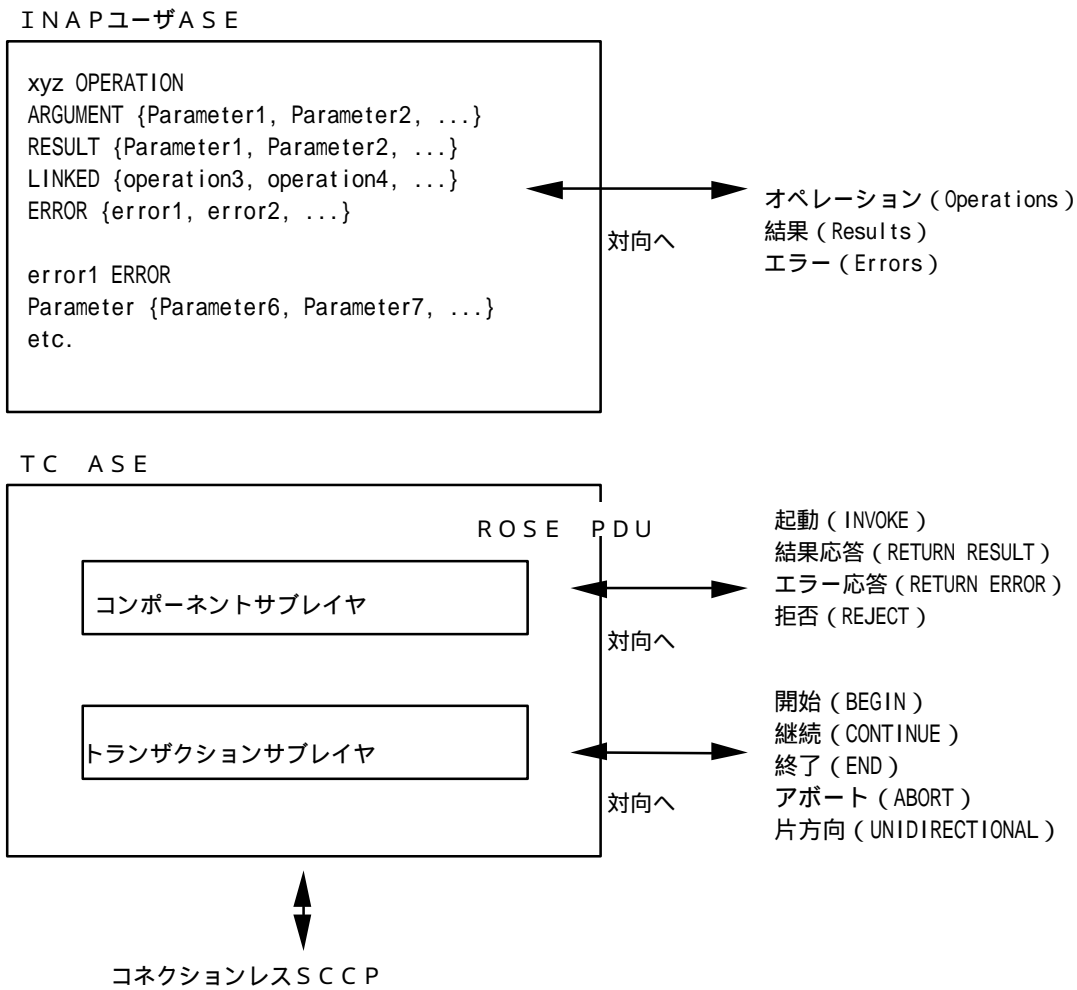 ＩＮＡＰユーザＡＳＥ
xyz OPERATION
ARGUMENT {Parameter1, Parameter2, ...}
RESULT {Parameter1, Parameter2, ...}
LINKED {operation3, operation4, ...}
ERROR {error1, error2, ...}
error1 ERROR
Parameter {Parameter6, Parameter7, ...}
etc.
対向へ
オペレーション（Operations）
結果（Results）
エラー（Errors）
ＴＣ　ＡＳＥ
ＲＯＳＥ　ＰＤＵ
コンポーネントサブレイヤ
対向へ
起動（INVOKE）
結果応答（RETURN RESULT）
エラー応答（RETURN ERROR）
拒否（REJECT）
トランザクションサブレイヤ
対向へ
開始（BEGIN）
継続（CONTINUE）
終了（END）
アボート（ABORT）
片方向（UNIDIRECTIONAL）
コネクションレスＳＣＣＰ